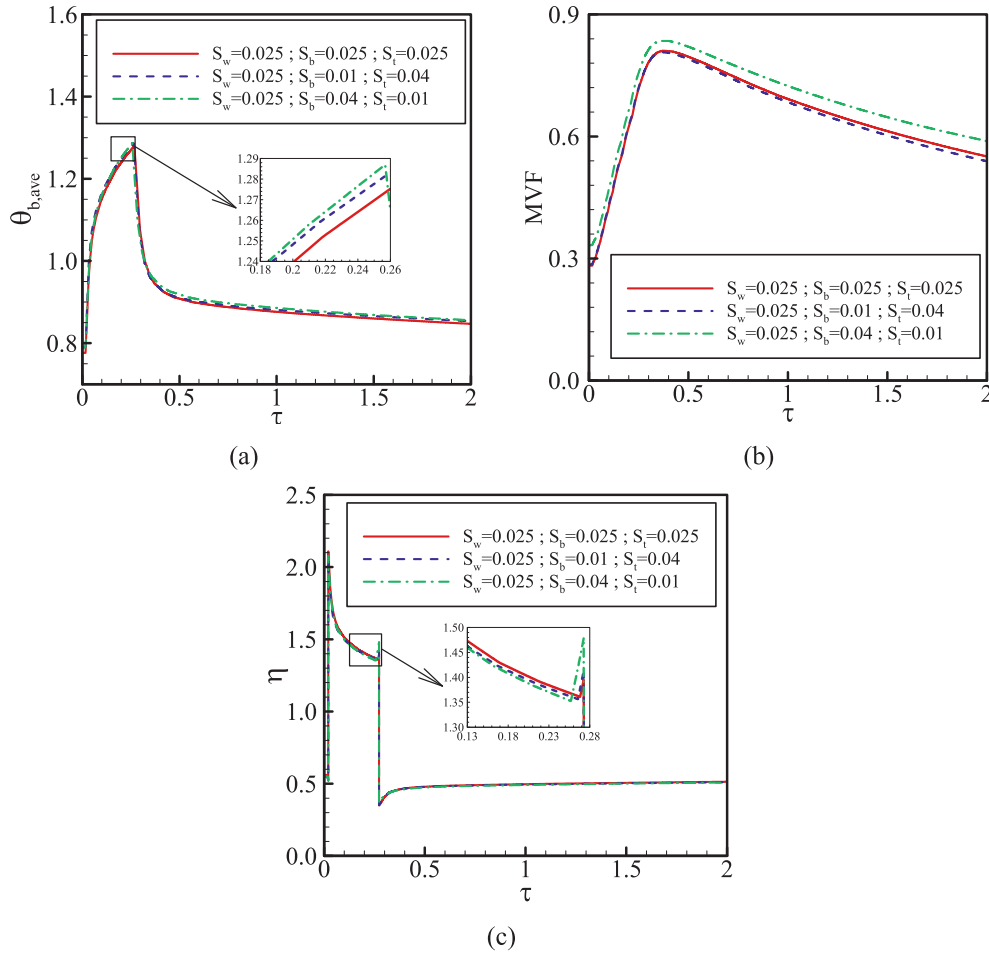 1.6
1.4
1.2
1.0
0.8
θb,ave
Sw=0.025 ; Sb=0.025 ; St=0.025
Sw=0.025 ; Sb=0.01 ; St=0.04
Sw=0.025 ; Sb=0.04 ; St=0.01
1.29
1.28
1.27
1.26
1.25
1.24
0.18 0.2 0.22 0.24 0.26
0 0.5 1 1.5 2
τ
(a)
0.9
0.6
0.3
0.0
MVF
Sw=0.025 ; Sb=0.025 ; St=0.025
Sw=0.025 ; Sb=0.01 ; St=0.04
Sw=0.025 ; Sb=0.04 ; St=0.01
0 0.5 1 1.5 2
τ
(b)
2.5
2.0
1.5
1.0
0.5
0.0
η
Sw=0.025 ; Sb=0.025 ; St=0.025
Sw=0.025 ; Sb=0.01 ; St=0.04
Sw=0.025 ; Sb=0.04 ; St=0.01
1.50
1.45
1.40
1.35
1.30
0.13 0.18 0.23 0.28
0 0.5 1 1.5 2
τ
(c)